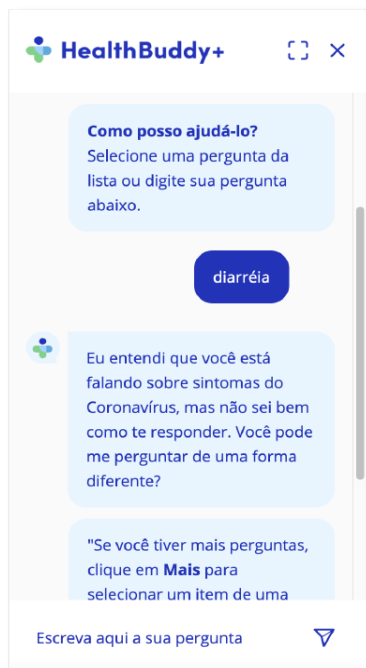 HealthBuddy+
Como posso ajudá-lo?
Selecione uma pergunta da
lista ou digite sua pergunta
abaixo.
diarréia
Eu entendi que você está
falando sobre sintomas do
Coronavírus, mas não sei bem
como te responder. Você pode
me perguntar de uma forma
diferente?
"Se você tiver mais perguntas,
clique em Mais para
selecionar um item de uma
Escreva aqui a sua pergunta